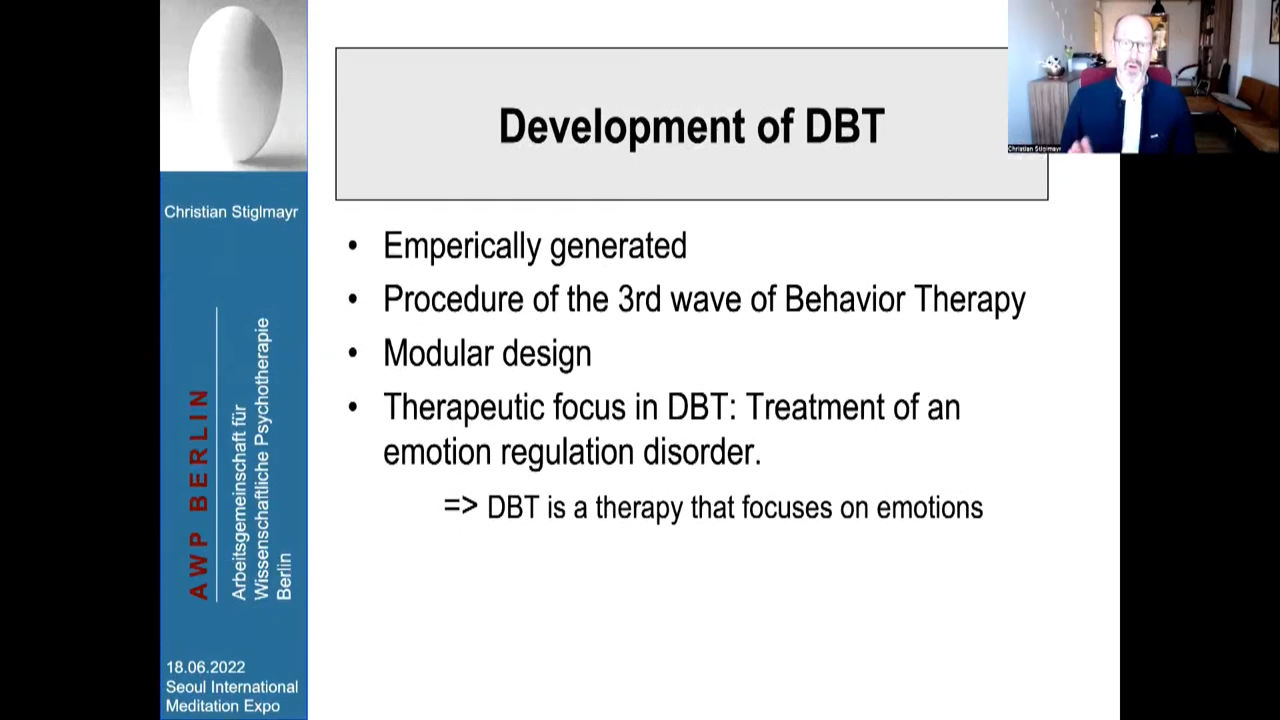 Development of DBT
Christian Stiglmayr
Christian Stiglmayr
• Emperically generated
• Procedure of the 3rd wave of Behavior Therapy
• Modular design
• Therapeutic focus in DBT: Treatment of an
emotion regulation disorder.
=> DBT is a therapy that focuses on emotions
AWP BERLIN
Arbeitsgemeinschaft für
Wissenschaftliche Psychotherapie
Berlin
18.06.2022
Seoul International
Meditation Expo